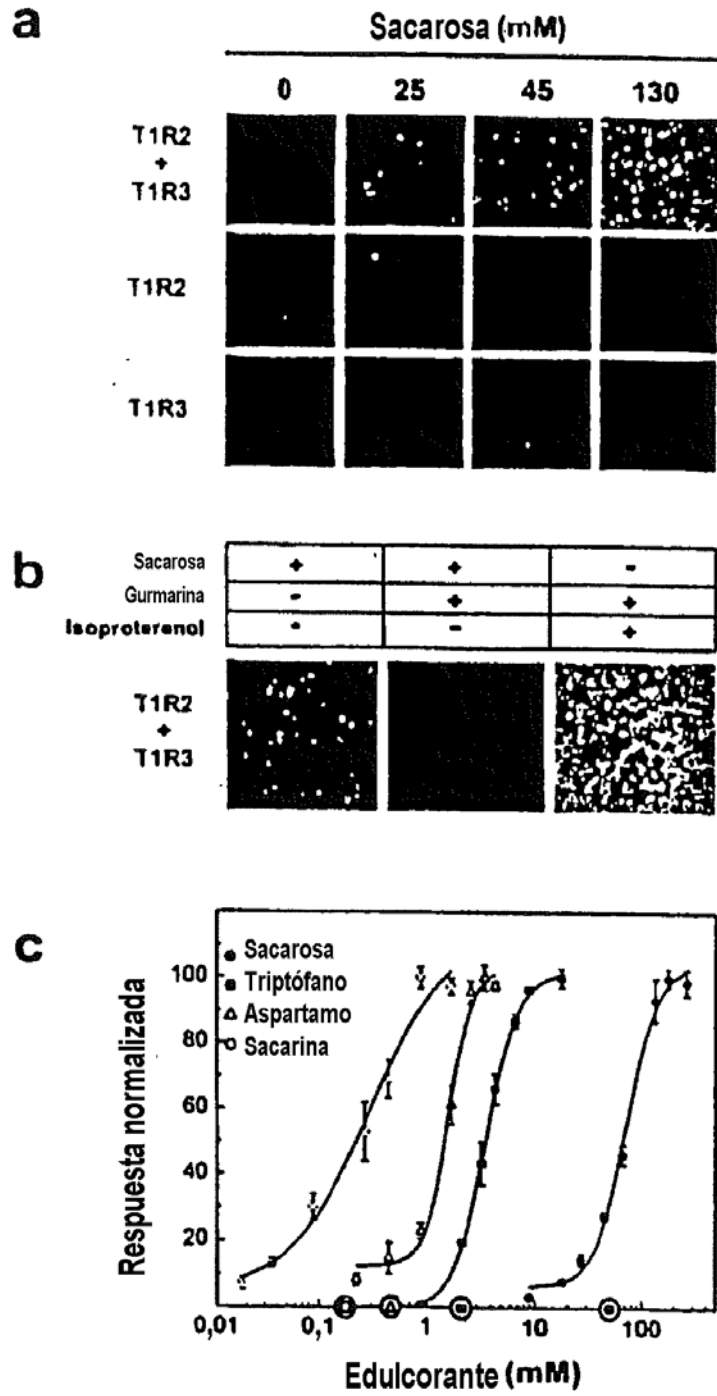 a
Sacarosa (mM)
0 25 45 130
T1R2
+
T1R3
T1R2
T1R3
b
Sacarosa + + -
Gurmarina - + +
Isoproterenol - - +
T1R2
+
T1R3
c
Sacarosa
Triptófano
Aspartamo
Sacarina
Respuesta normalizada
100
80
60
40
20
0,01 0,1 1 10 100
Edulcorante (mM)